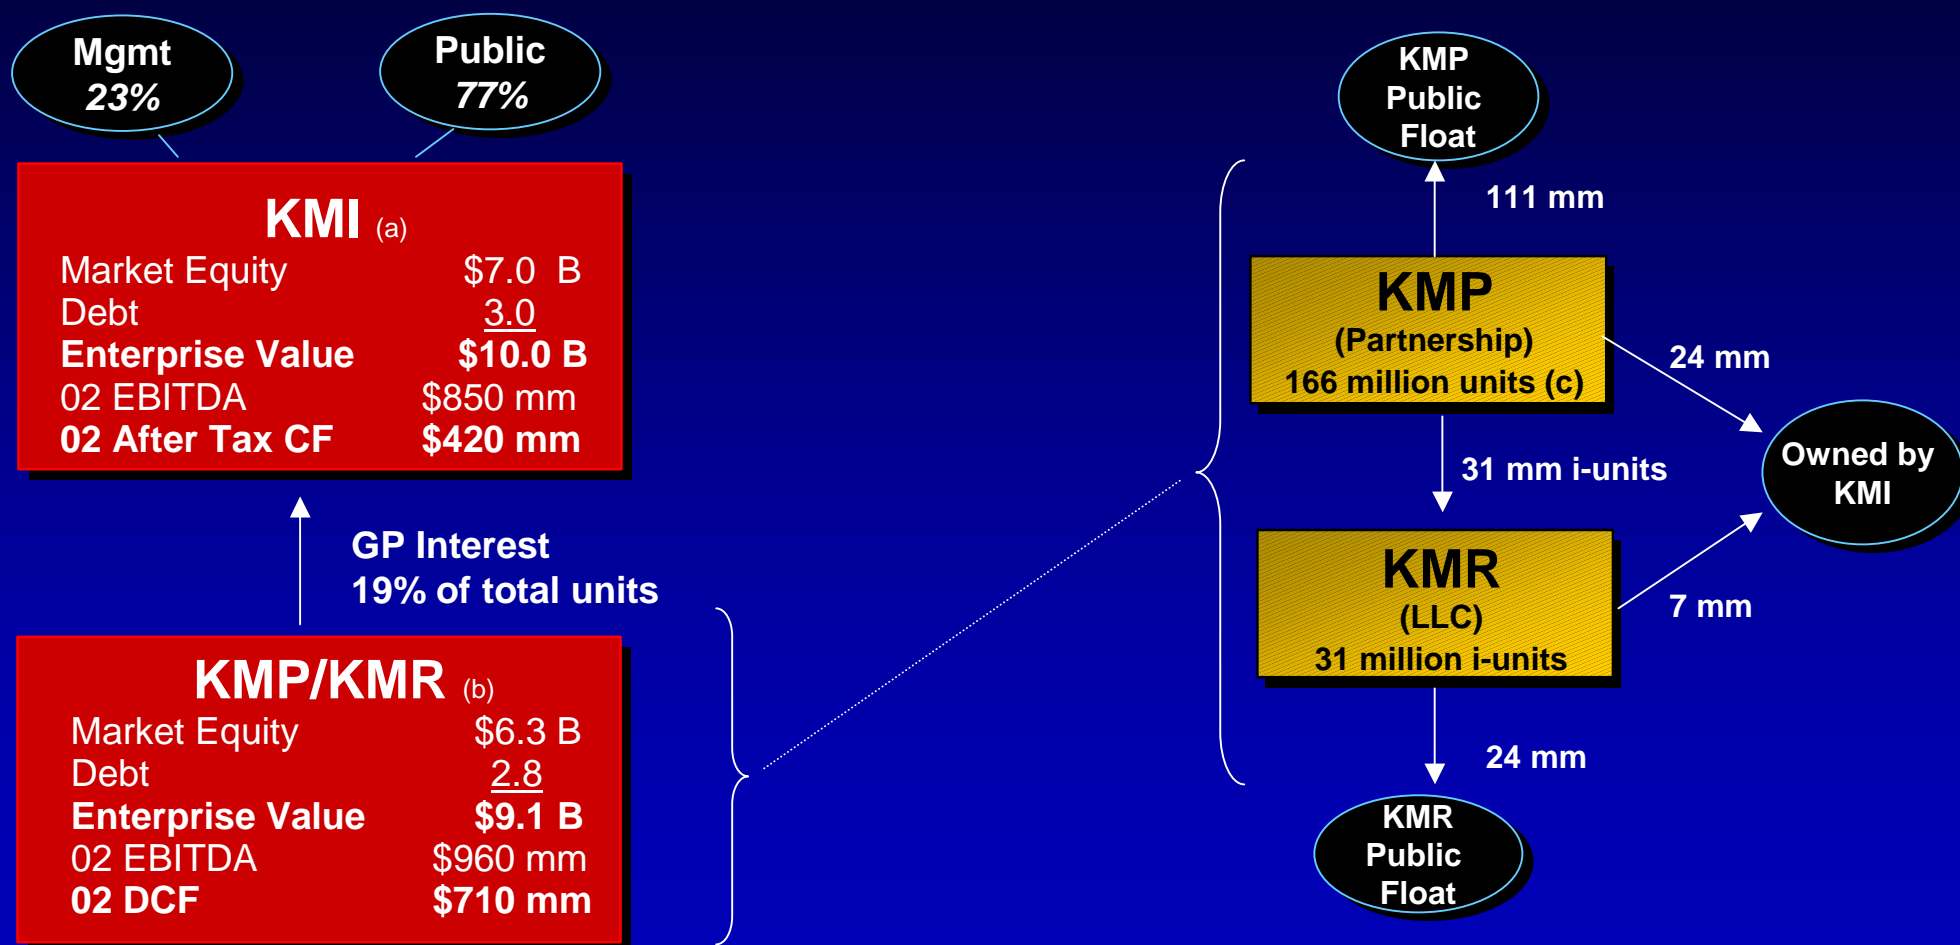 Mgmt
23%
Public
77%
KMI (a)
Market Equity $7.0 B
Debt 3.0
Enterprise Value $10.0 B
02 EBITDA $850 mm
02 After Tax CF $420 mm
GP Interest
19% of total units
KMP/KMR (b)
Market Equity $6.3 B
Debt 2.8
Enterprise Value $9.1 B
02 EBITDA $960 mm
02 DCF $710 mm
KMP
Public
Float
111 mm
KMP
(Partnership)
166 million units (c)
24 mm
Owned by
KMI
31 mm i-units
KMR
(LLC)
31 million i-units
7 mm
24 mm
KMR
Public
Float